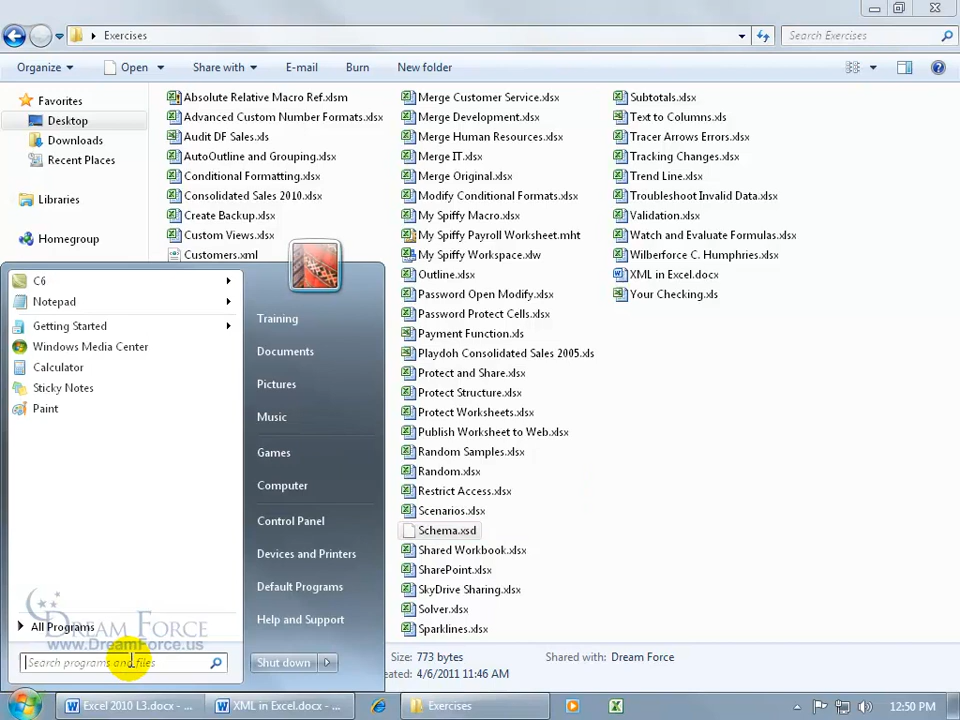 Exercises
Search Exercises
Organize Open Share with E-mail Burn New folder
Favorites
Desktop
Downloads
Recent Places
Libraries
Homegroup
Absolute Relative Macro Ref.xlsm
Advanced Custom Number Formats.xlsx
Audit DF Sales.xls
AutoOutline and Grouping.xlsx
Conditional Formatting.xlsx
Consolidated Sales 2010.xlsx
Create Backup.xlsx
Custom Views.xlsx
Customers.xml
Merge Customer Service.xlsx
Merge Development.xlsx
Merge Human Resources.xlsx
Merge IT.xlsx
Merge Original.xlsx
Modify Conditional Formats.xlsx
My Spiffy Macro.xlsx
My Spiffy Payroll Worksheet.mht
My Spiffy Workspace.xlw
Outline.xlsx
Password Open Modify.xlsx
Password Protect Cells.xlsx
Payment Function.xls
Playdoh Consolidated Sales 2005.xls
Protect and Share.xlsx
Protect Structure.xlsx
Protect Worksheets.xlsx
Publish Worksheet to Web.xlsx
Random Samples.xlsx
Random.xlsx
Restrict Access.xlsx
Scenarios.xlsx
Schema.xsd
Shared Workbook.xlsx
SharePoint.xlsx
SkyDrive Sharing.xlsx
Solver.xlsx
Sparklines.xlsx
Subtotals.xlsx
Text to Columns.xls
Tracer Arrows Errors.xlsx
Tracking Changes.xlsx
Trend Line.xlsx
Troubleshoot Invalid Data.xlsx
Validation.xlsx
Watch and Evaluate Formulas.xlsx
Wilberforce C. Humphries.xlsx
XML in Excel.docx
Your Checking.xls
C6
Notepad
Getting Started
Windows Media Center
Calculator
Sticky Notes
Paint
All Programs
Search programs and files
Training
Documents
Pictures
Music
Games
Computer
Control Panel
Devices and Printers
Default Programs
Help and Support
Shut down
DREAM FORCE
www.DreamForce.us
Size: 773 bytes
Shared with: Dream Force
eated: 4/6/2011 11:46 AM
Excel 2010 L3.docx - ...
XML in Excel.docx - ...
Exercises
12:50 PM